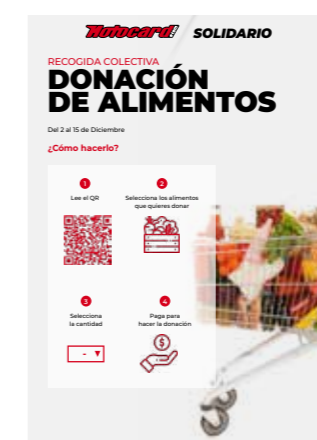 Motocard! SOLIDARIO
RECOGIDA COLECTIVA
DONACIÓN
DE ALIMENTOS
Del 2 al 15 de Diciembre
¿Cómo hacerlo?
1
Lee el QR
2
Selecciona los alimentos
que quieres donar
3
Selecciona
la cantidad
-
4
Paga para
hacer la donación
$